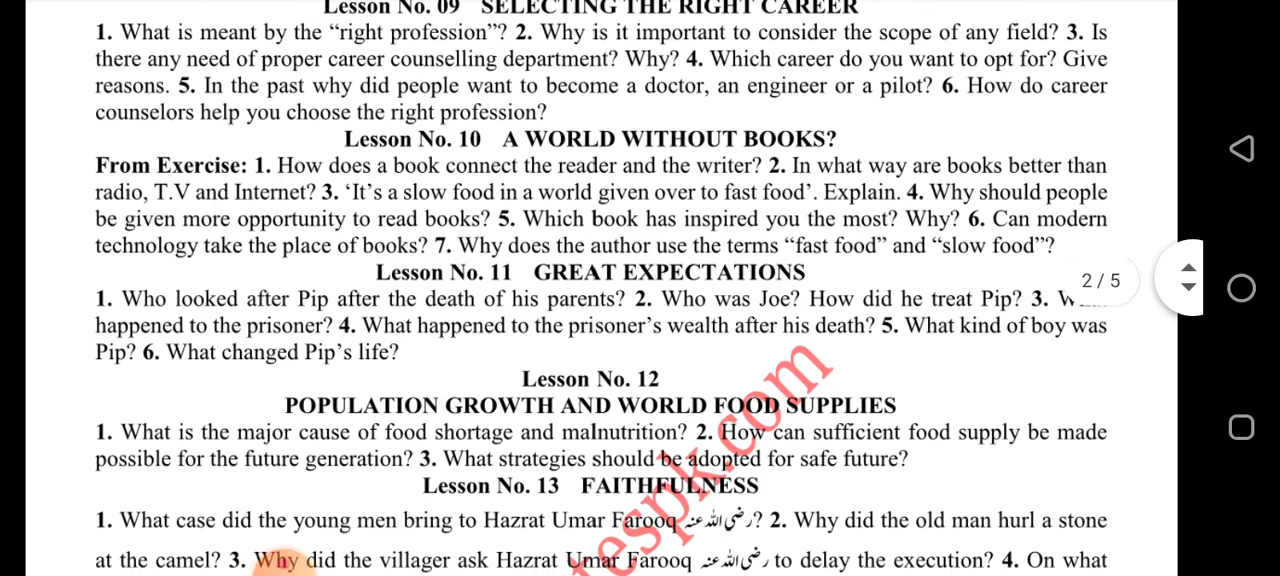 Lesson No. 09 SELECTING THE RIGHT CAREER
1. What is meant by the “right profession”? 2. Why is it important to consider the scope of any field? 3. Is
there any need of proper career counselling department? Why? 4. Which career do you want to opt for? Give
reasons. 5. In the past why did people want to become a doctor, an engineer or a pilot? 6. How do career
counselors help you choose the right profession?
Lesson No. 10 A WORLD WITHOUT BOOKS?
From Exercise: 1. How does a book connect the reader and the writer? 2. In what way are books better than
radio, T.V and Internet? 3. ‘It’s a slow food in a world given over to fast food’. Explain. 4. Why should people
be given more opportunity to read books? 5. Which book has inspired you the most? Why? 6. Can modern
technology take the place of books? 7. Why does the author use the terms “fast food” and “slow food”?
Lesson No. 11 GREAT EXPECTATIONS
2/5
1. Who looked after Pip after the death of his parents? 2. Who was Joe? How did he treat Pip? 3.
happened to the prisoner? 4. What happened to the prisoner’s wealth after his death? 5. What kind of boy was
Pip? 6. What changed Pip’s life?
Lesson No. 12
POPULATION GROWTH AND WORLD FOOD SUPPLIES
1. What is the major cause of food shortage and malnutrition? 2. How can sufficient food supply be made
possible for the future generation? 3. What strategies should be adopted for safe future?
Lesson No. 13 FAITHFULNESS
1. What case did the young men bring to Hazrat Umar Farooq رضی اللہ عنہ? 2. Why did the old man hurl a stone
at the camel? 3. Why did the villager ask Hazrat Umar Farooq رضی اللہ عنہ to delay the execution? 4. On what
tespk.com